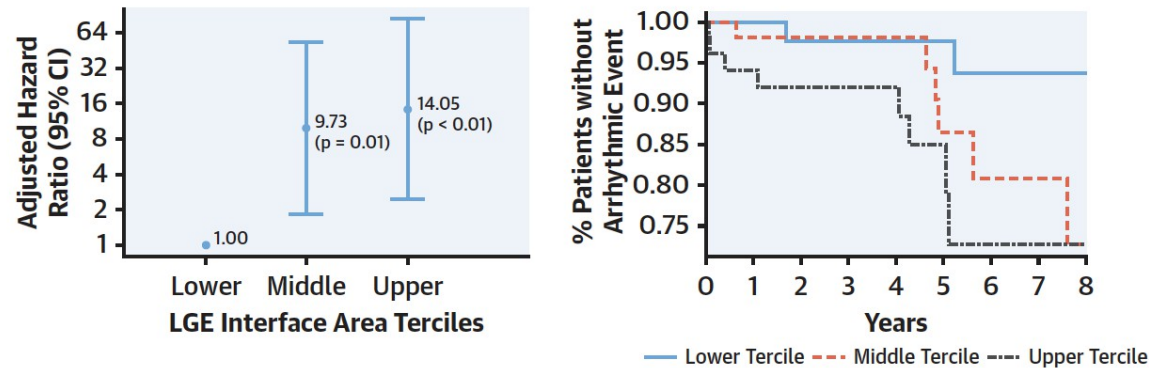 Adjusted Hazard
Ratio (95% CI)
64
32
16
8
4
2
1
1.00
9.73
(p = 0.01)
14.05
(p < 0.01)
Lower
Middle
Upper
LGE Interface Area Terciles
% Patients without
Arrhythmic Event
1.00
0.95
0.90
0.85
0.80
0.75
0 1 2 3 4 5 6 7 8
Years
Lower Tercile
Middle Tercile
Upper Tercile